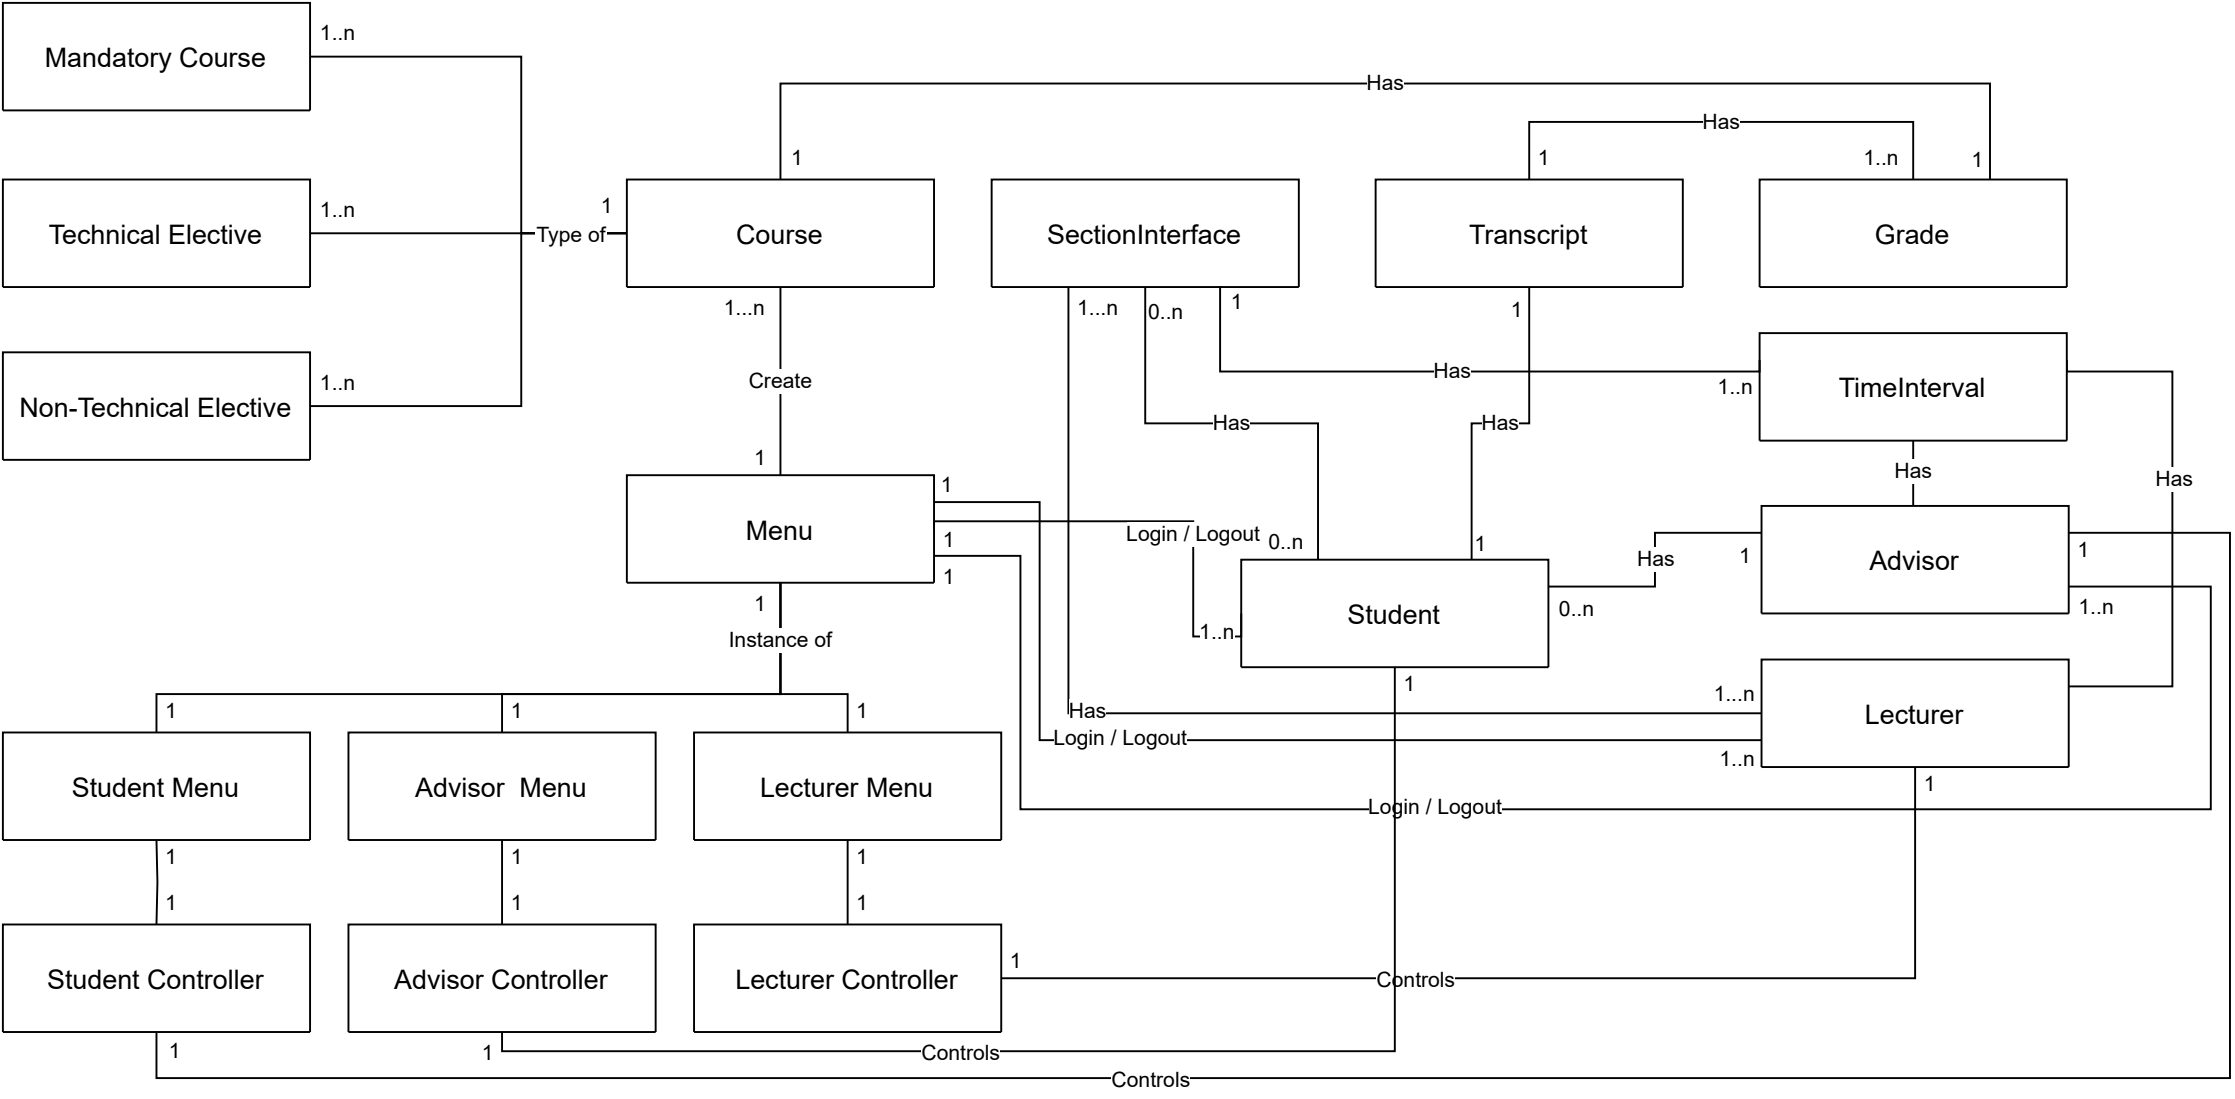 1..n
Mandatory Course
Has
Has
1
1
1..n
1
1..n
1
Technical Elective
Type of
Course
SectionInterface
Transcript
Grade
1...n
1...n
0..n
1
1
1..n
Non-Technical Elective
Create
Has
1..n
TimeInterval
Has
Has
1
Has
Has
1
Menu
1
1
Login / Logout
0..n
1
Has
1
Advisor
1
1
Instance of
1..n
Student
0..n
1..n
1
1
1
1
Has
1...n
Lecturer
Login / Logout
1..n
Student Menu
Advisor  Menu
Lecturer Menu
1
Login / Logout
1
1
1
1
1
1
Student Controller
Advisor Controller
Lecturer Controller
1
Controls
1
1
Controls
Controls